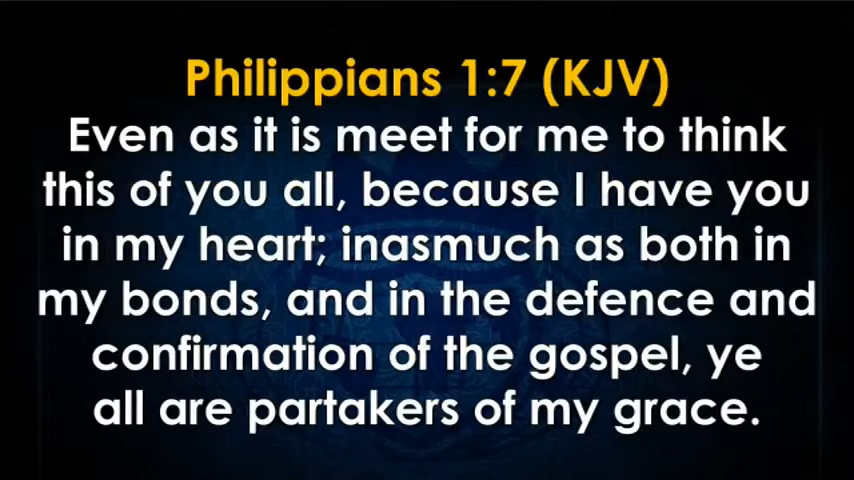 Philippians 1:7 (KJV)
Even as it is meet for me to think
this of you all, because I have you
in my heart; inasmuch as both in
my bonds, and in the defence and
confirmation of the gospel, ye
all are partakers of my grace.